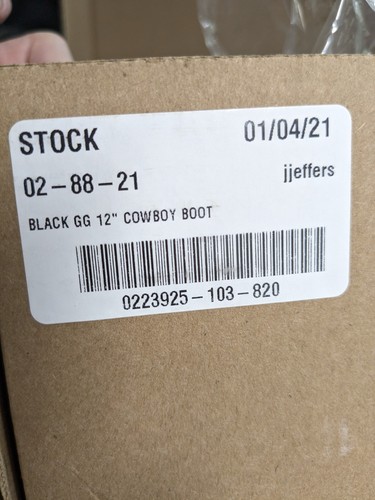 STOCK 01/04/21
02-88-21 jjeffers
BLACK GG 12" COWBOY BOOT
0223925-103-820